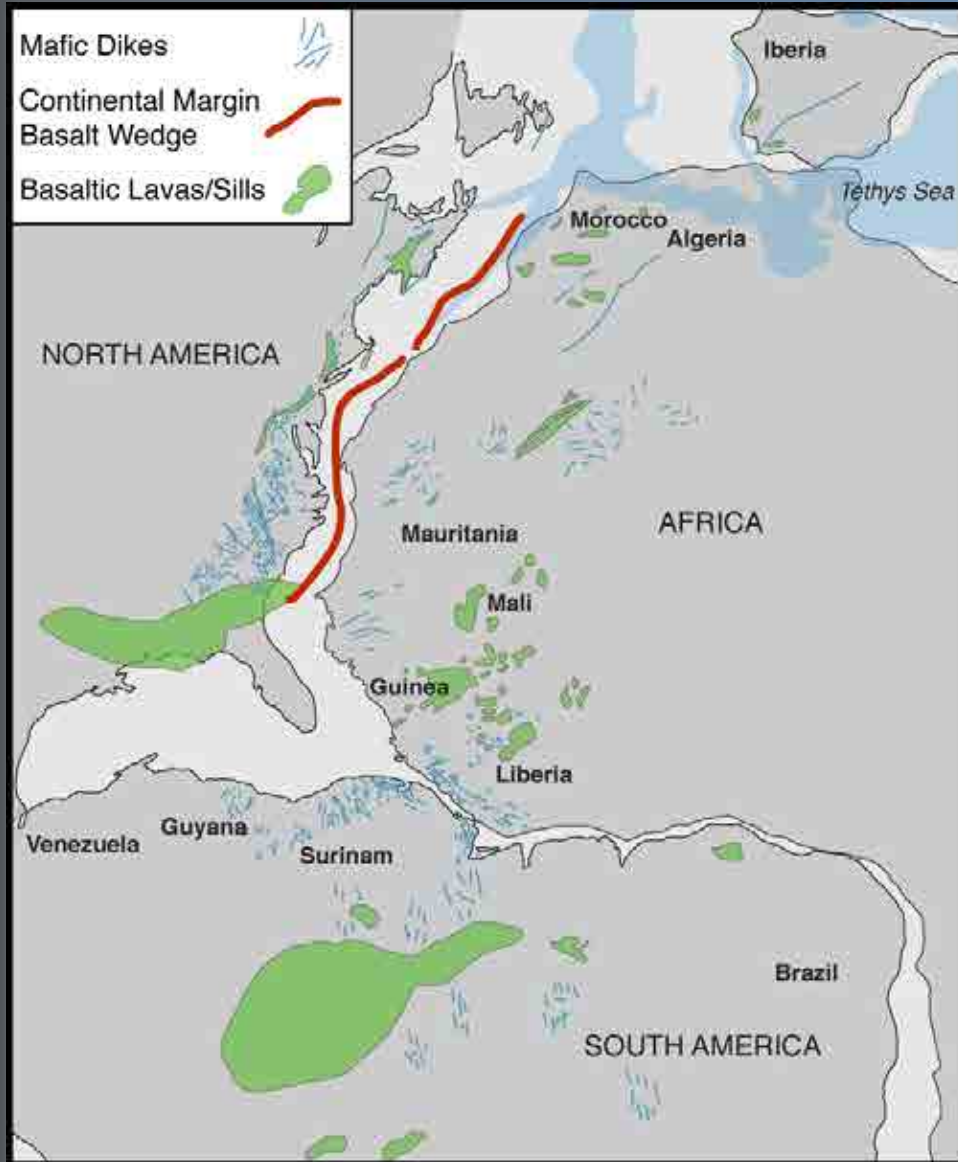 Mafic Dikes
Continental Margin
Basalt Wedge
Basaltic Lavas/Sills
Iberia
Tethys Sea
Morocco
Algeria
NORTH AMERICA
AFRICA
Mauritania
Mali
Guinea
Liberia
Venezuela
Guyana
Surinam
Brazil
SOUTH AMERICA